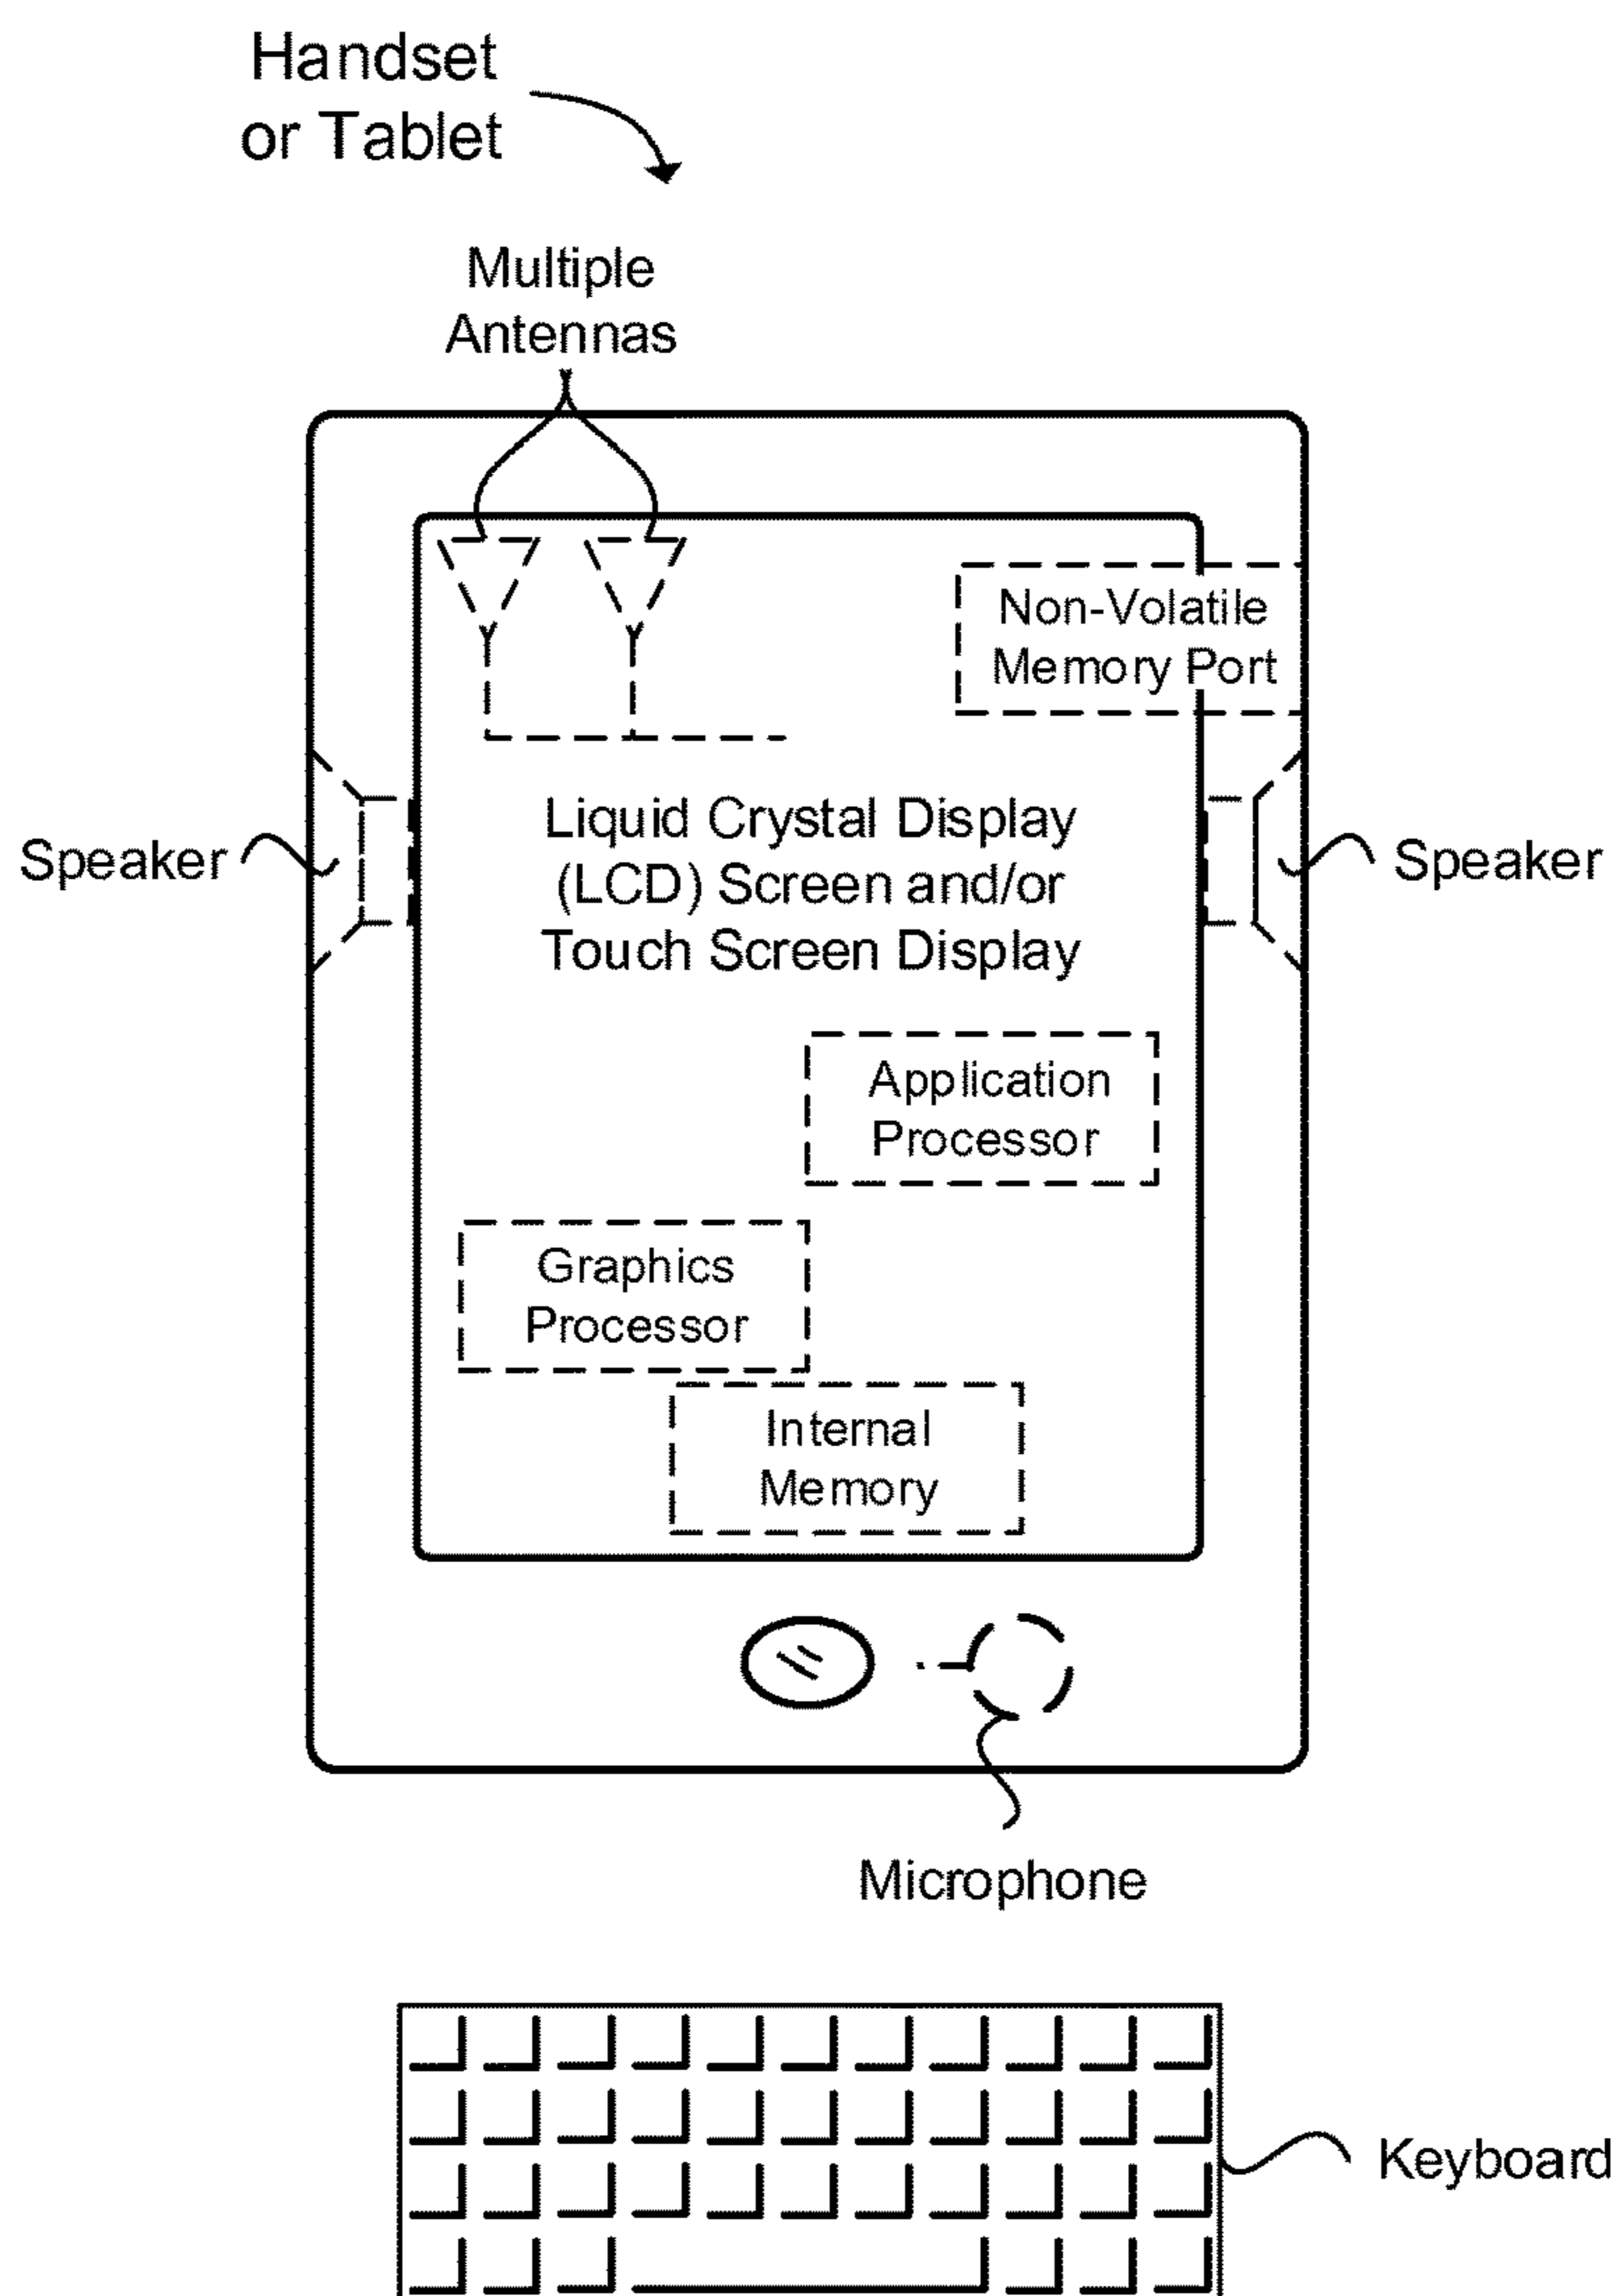 Handset
or Tablet
Multiple
Antennas
Non-Volatile
Memory Port
Speaker
Liquid Crystal Display
(LCD) Screen and/or
Touch Screen Display
Speaker
Application
Processor
Graphics
Processor
Internal
Memory
Microphone
Keyboard